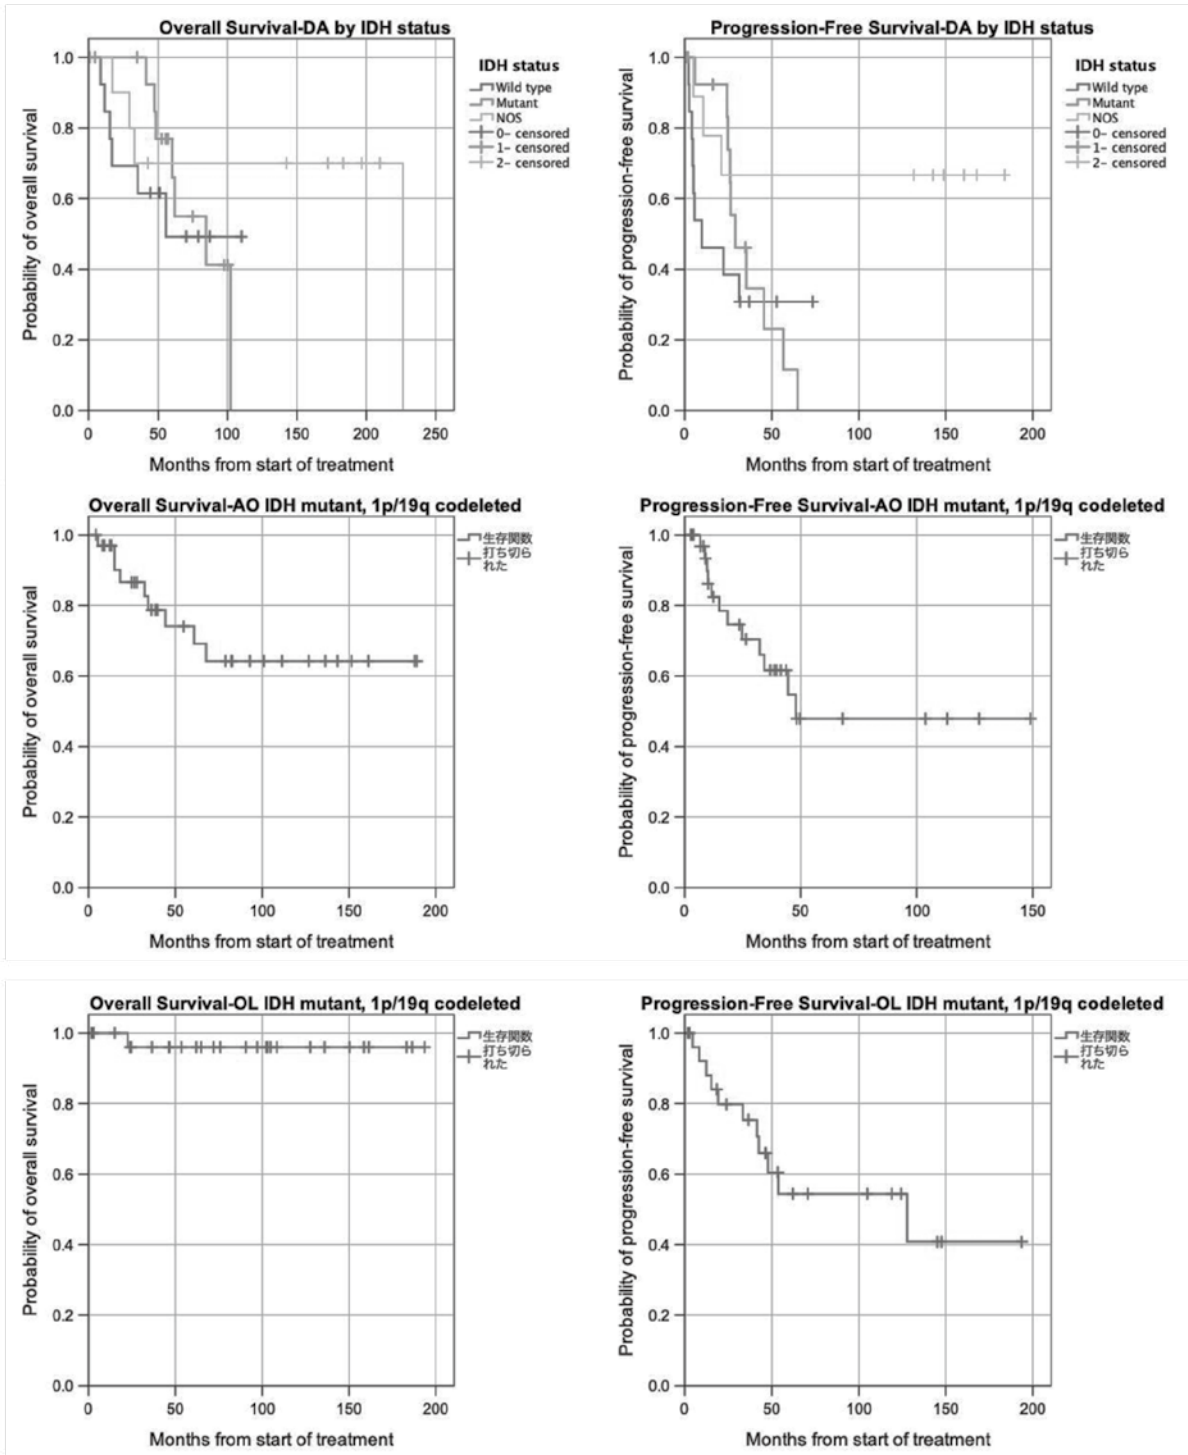 Overall Survival-DA by IDH status
Probability of overall survival
1.0
0.8
0.6
0.4
0.2
0.0
0 50 100 150 200 250
Months from start of treatment
IDH status
Wild type
Mutant
NOS
0- censored
1- censored
2- censored
Progression-Free Survival-DA by IDH status
Probability of progression-free survival
1.0
0.8
0.6
0.4
0.2
0.0
0 50 100 150 200
Months from start of treatment
IDH status
Wild type
Mutant
NOS
0- censored
1- censored
2- censored
Overall Survival-AO IDH mutant, 1p/19q codeleted
Probability of overall survival
1.0
0.8
0.6
0.4
0.2
0.0
0 50 100 150 200
Months from start of treatment
生存関数
打ち切ら
れた
Progression-Free Survival-AO IDH mutant, 1p/19q codeleted
Probability of progression-free survival
1.0
0.8
0.6
0.4
0.2
0.0
0 50 100 150
Months from start of treatment
生存関数
打ち切ら
れた
Overall Survival-OL IDH mutant, 1p/19q codeleted
Probability of overall survival
1.0
0.8
0.6
0.4
0.2
0.0
0 50 100 150 200
Months from start of treatment
生存関数
打ち切ら
れた
Progression-Free Survival-OL IDH mutant, 1p/19q codeleted
Probability of progression-free survival
1.0
0.8
0.6
0.4
0.2
0.0
0 50 100 150 200
Months from start of treatment
生存関数
打ち切ら
れた